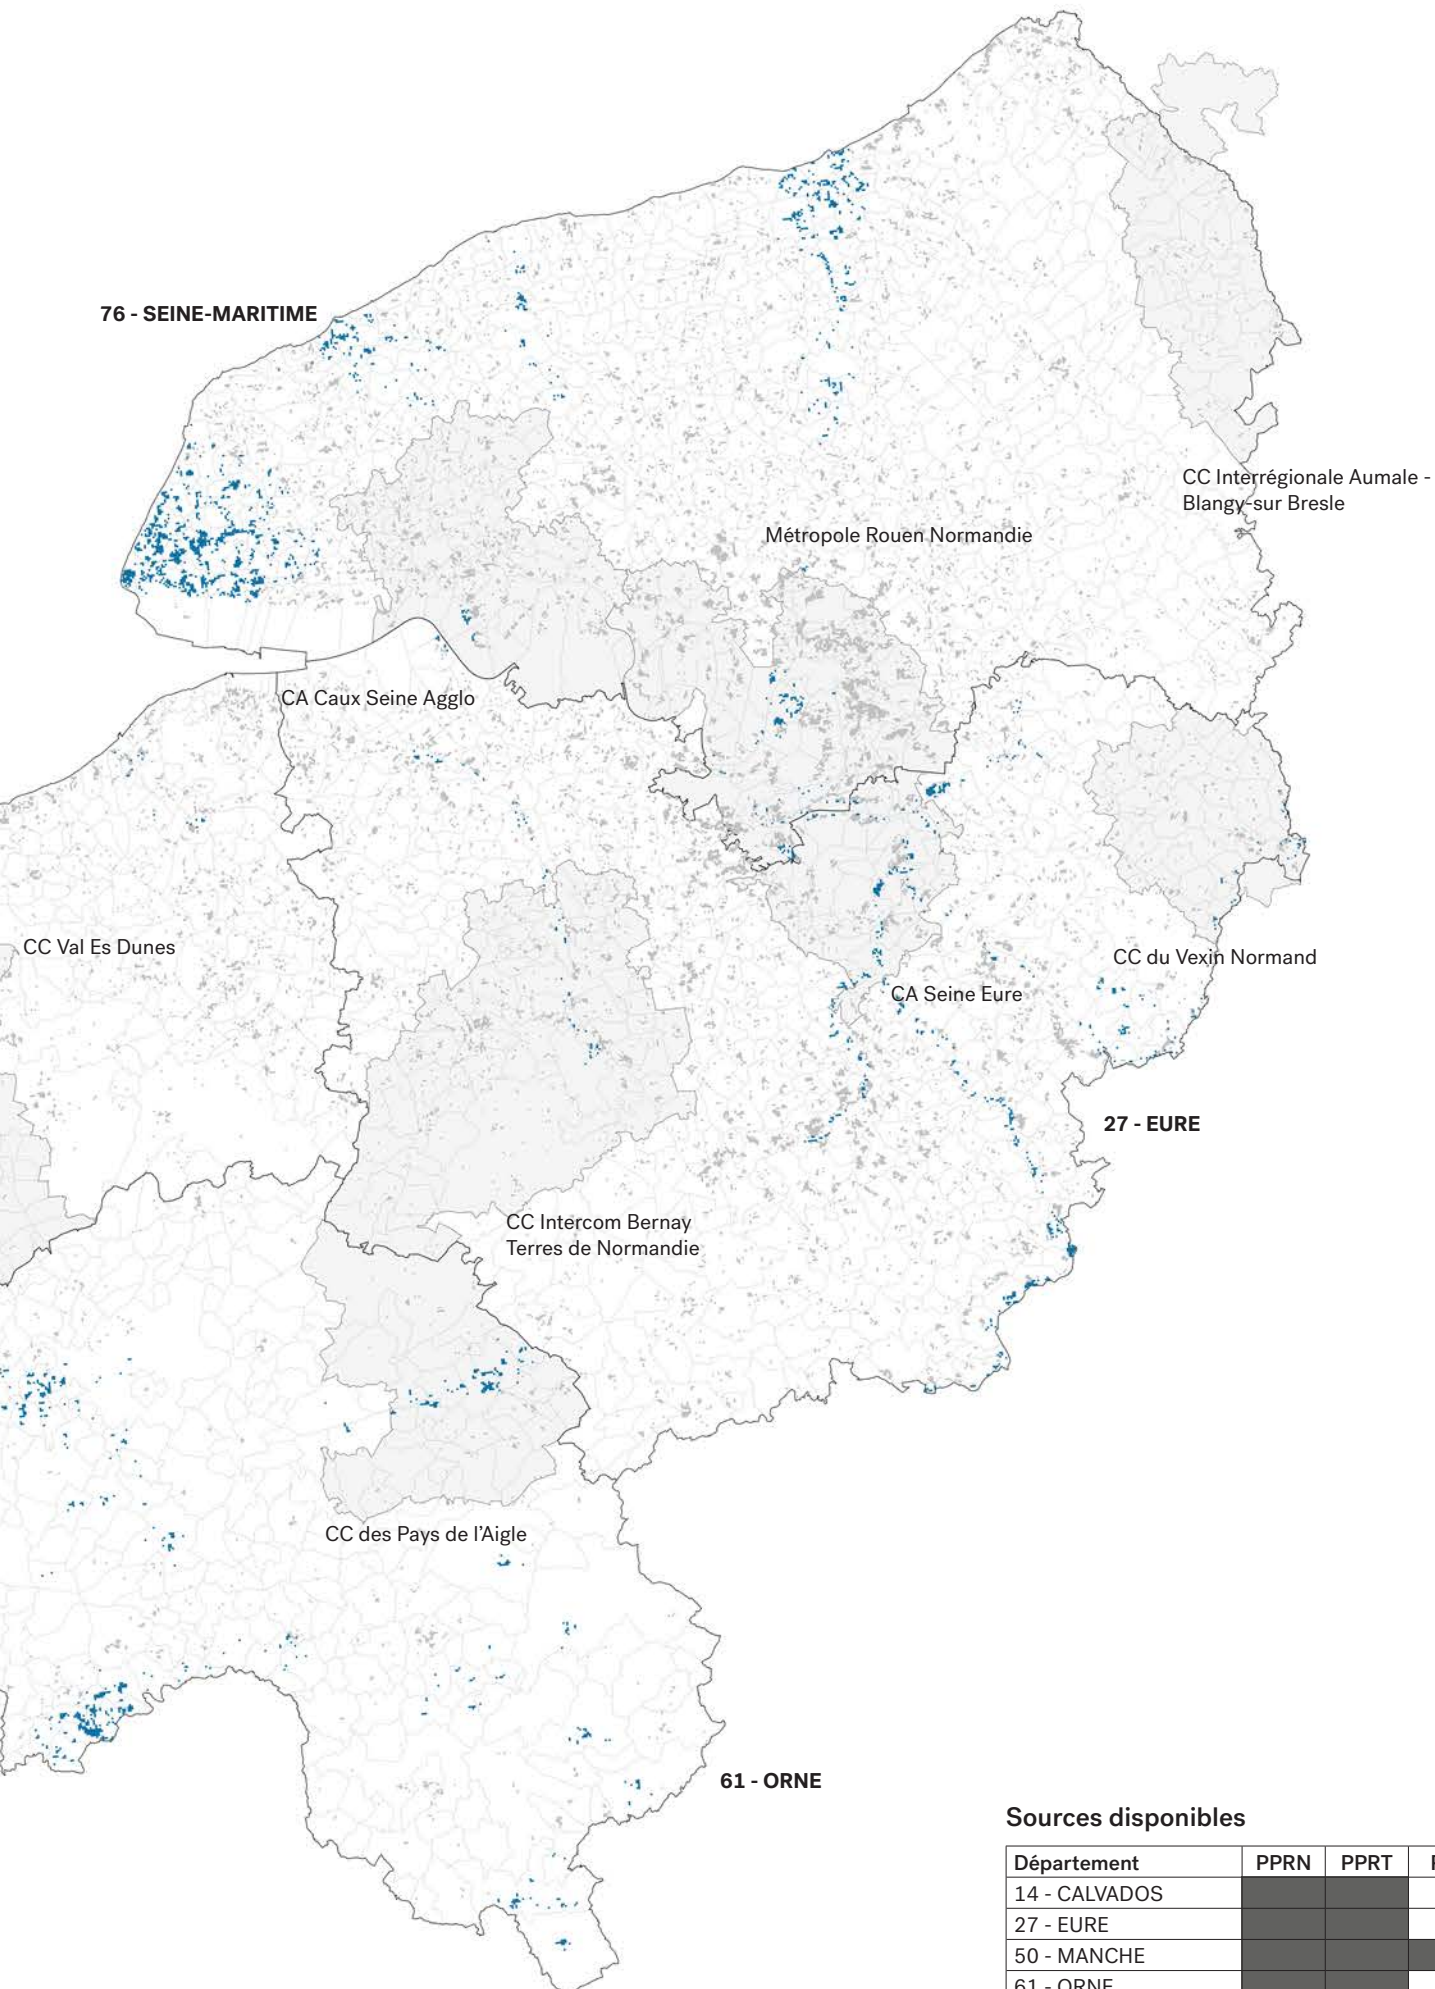 76 - SEINE-MARITIME
CC Interrégionale Aumale -
Blangy-sur Bresle
Métropole Rouen Normandie
CA Caux Seine Agglo
CC Val Es Dunes
CC du Vexin Normand
CA Seine Eure
27 - EURE
CC Intercom Bernay
Terres de Normandie
CC des Pays de l'Aigle
61 - ORNE
Sources disponibles
Département PPRN PPRT
14 - CALVADOS
27 - EURE
50 - MANCHE
61 - ORNE